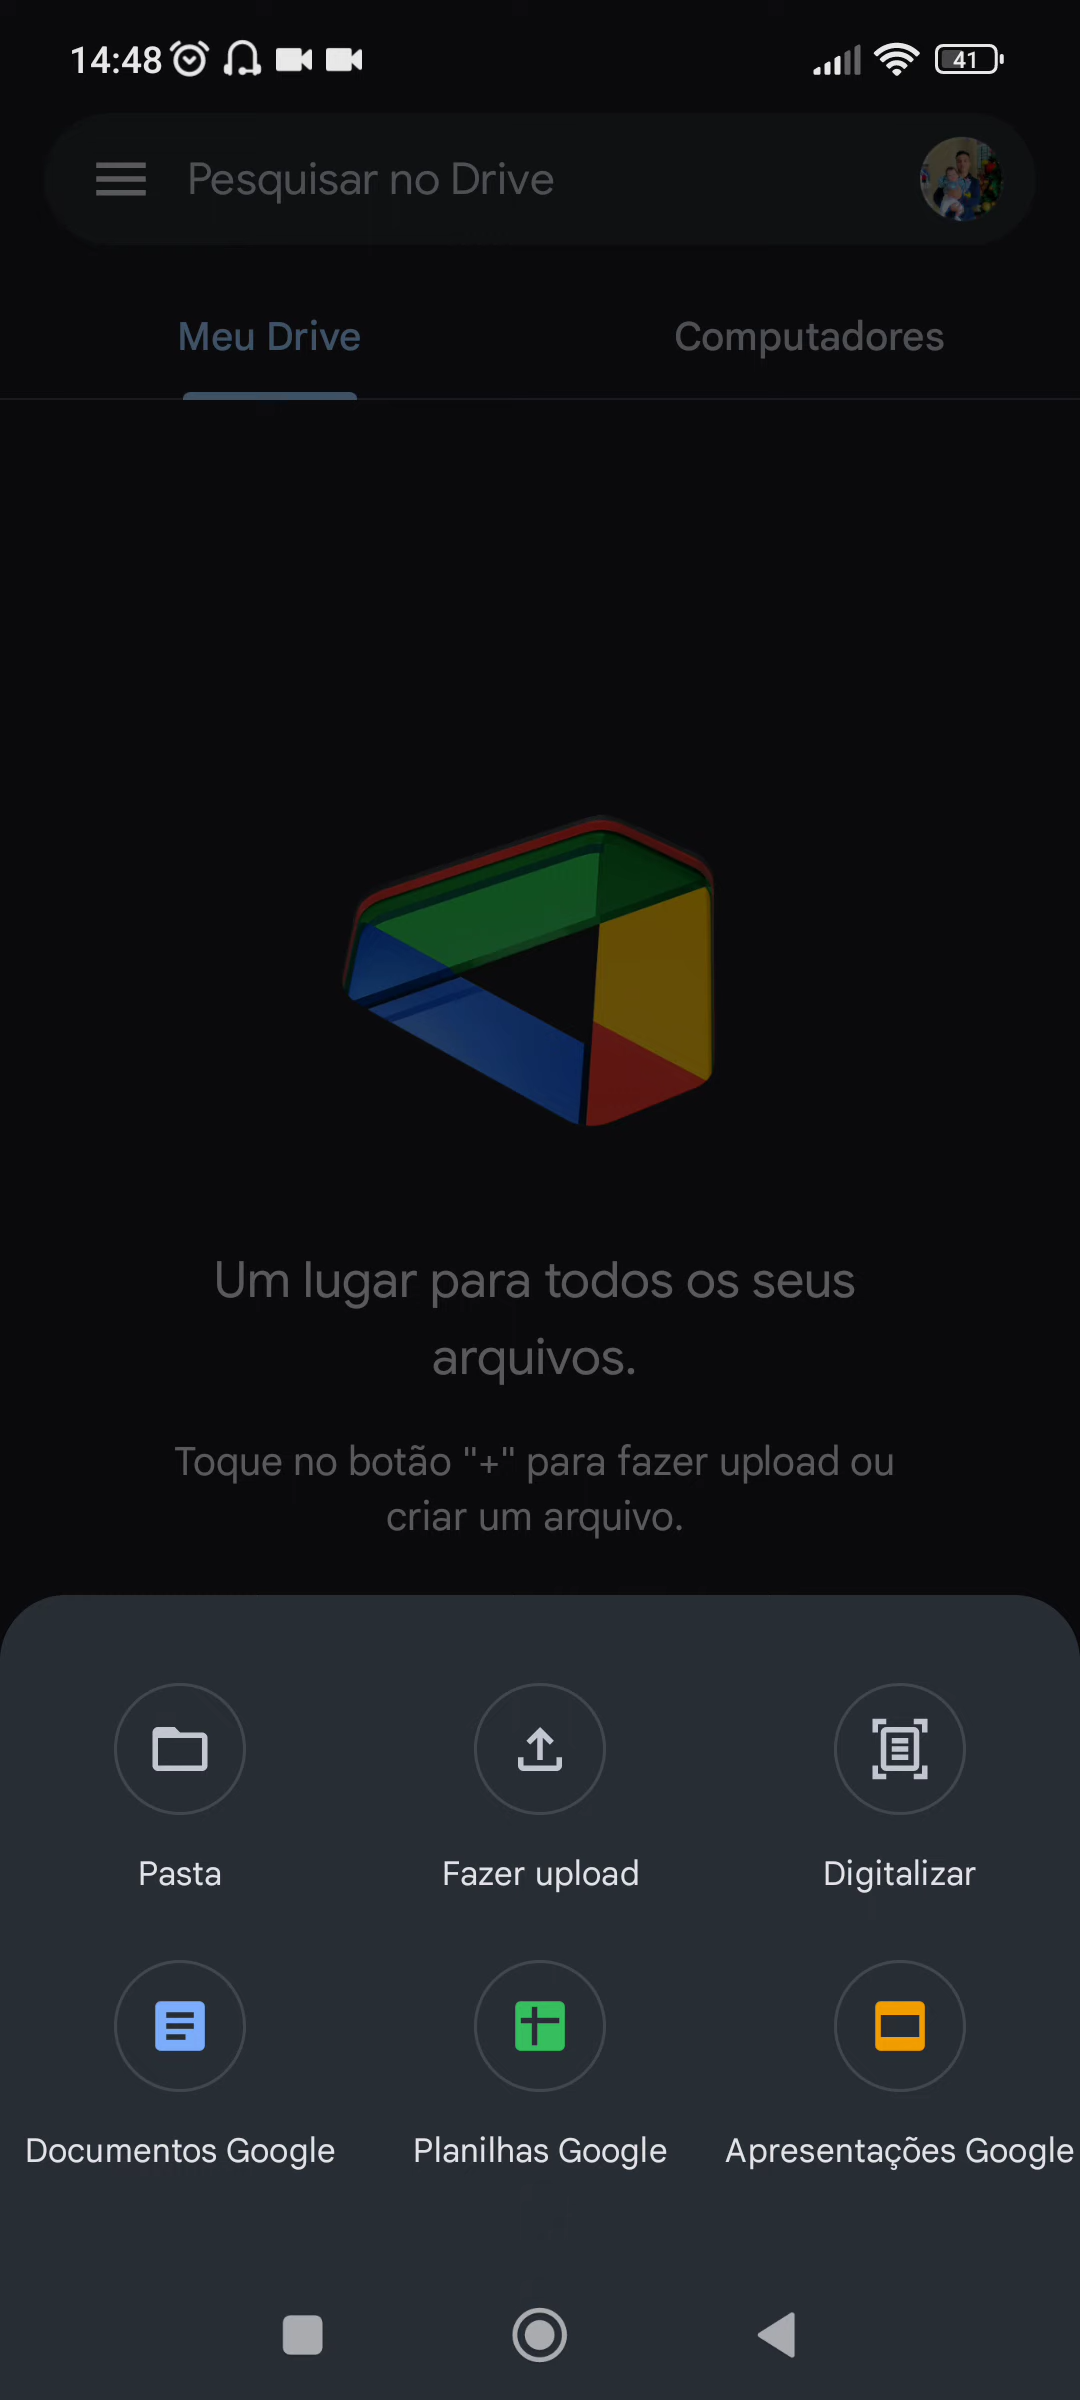 14:48
41
Pesquisar no Drive
Meu Drive
Computadores
Um lugar para todos os seus
arquivos.
Toque no botão "+" para fazer upload ou
criar um arquivo.
Pasta
Fazer upload
Digitalizar
Documentos Google
Planilhas Google
Apresentações Google